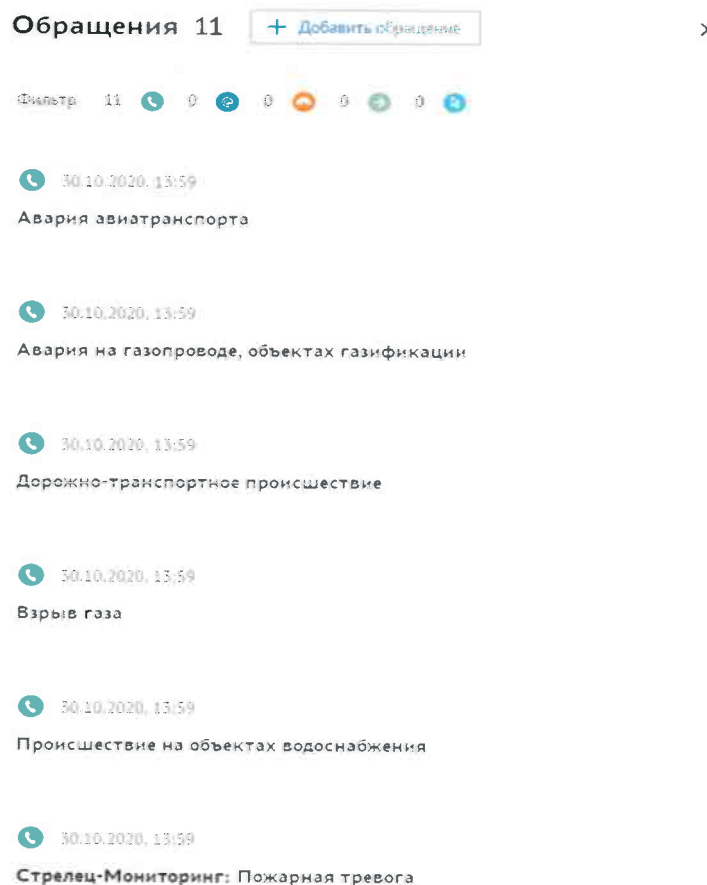 Обращения 11 + Добавить обращение
Фильтр 11 0 0 0 0
30.10.2020, 13:59
Авария авиатранспорта
30.10.2020, 13:59
Авария на газопроводе, объектах газификации
30.10.2020, 13:59
Дорожно-транспортное происшествие
30.10.2020, 13:59
Взрыв газа
30.10.2020, 13:59
Происшествие на объектах водоснабжения
30.10.2020, 13:59
Стрелец-Мониторинг: Пожарная тревога